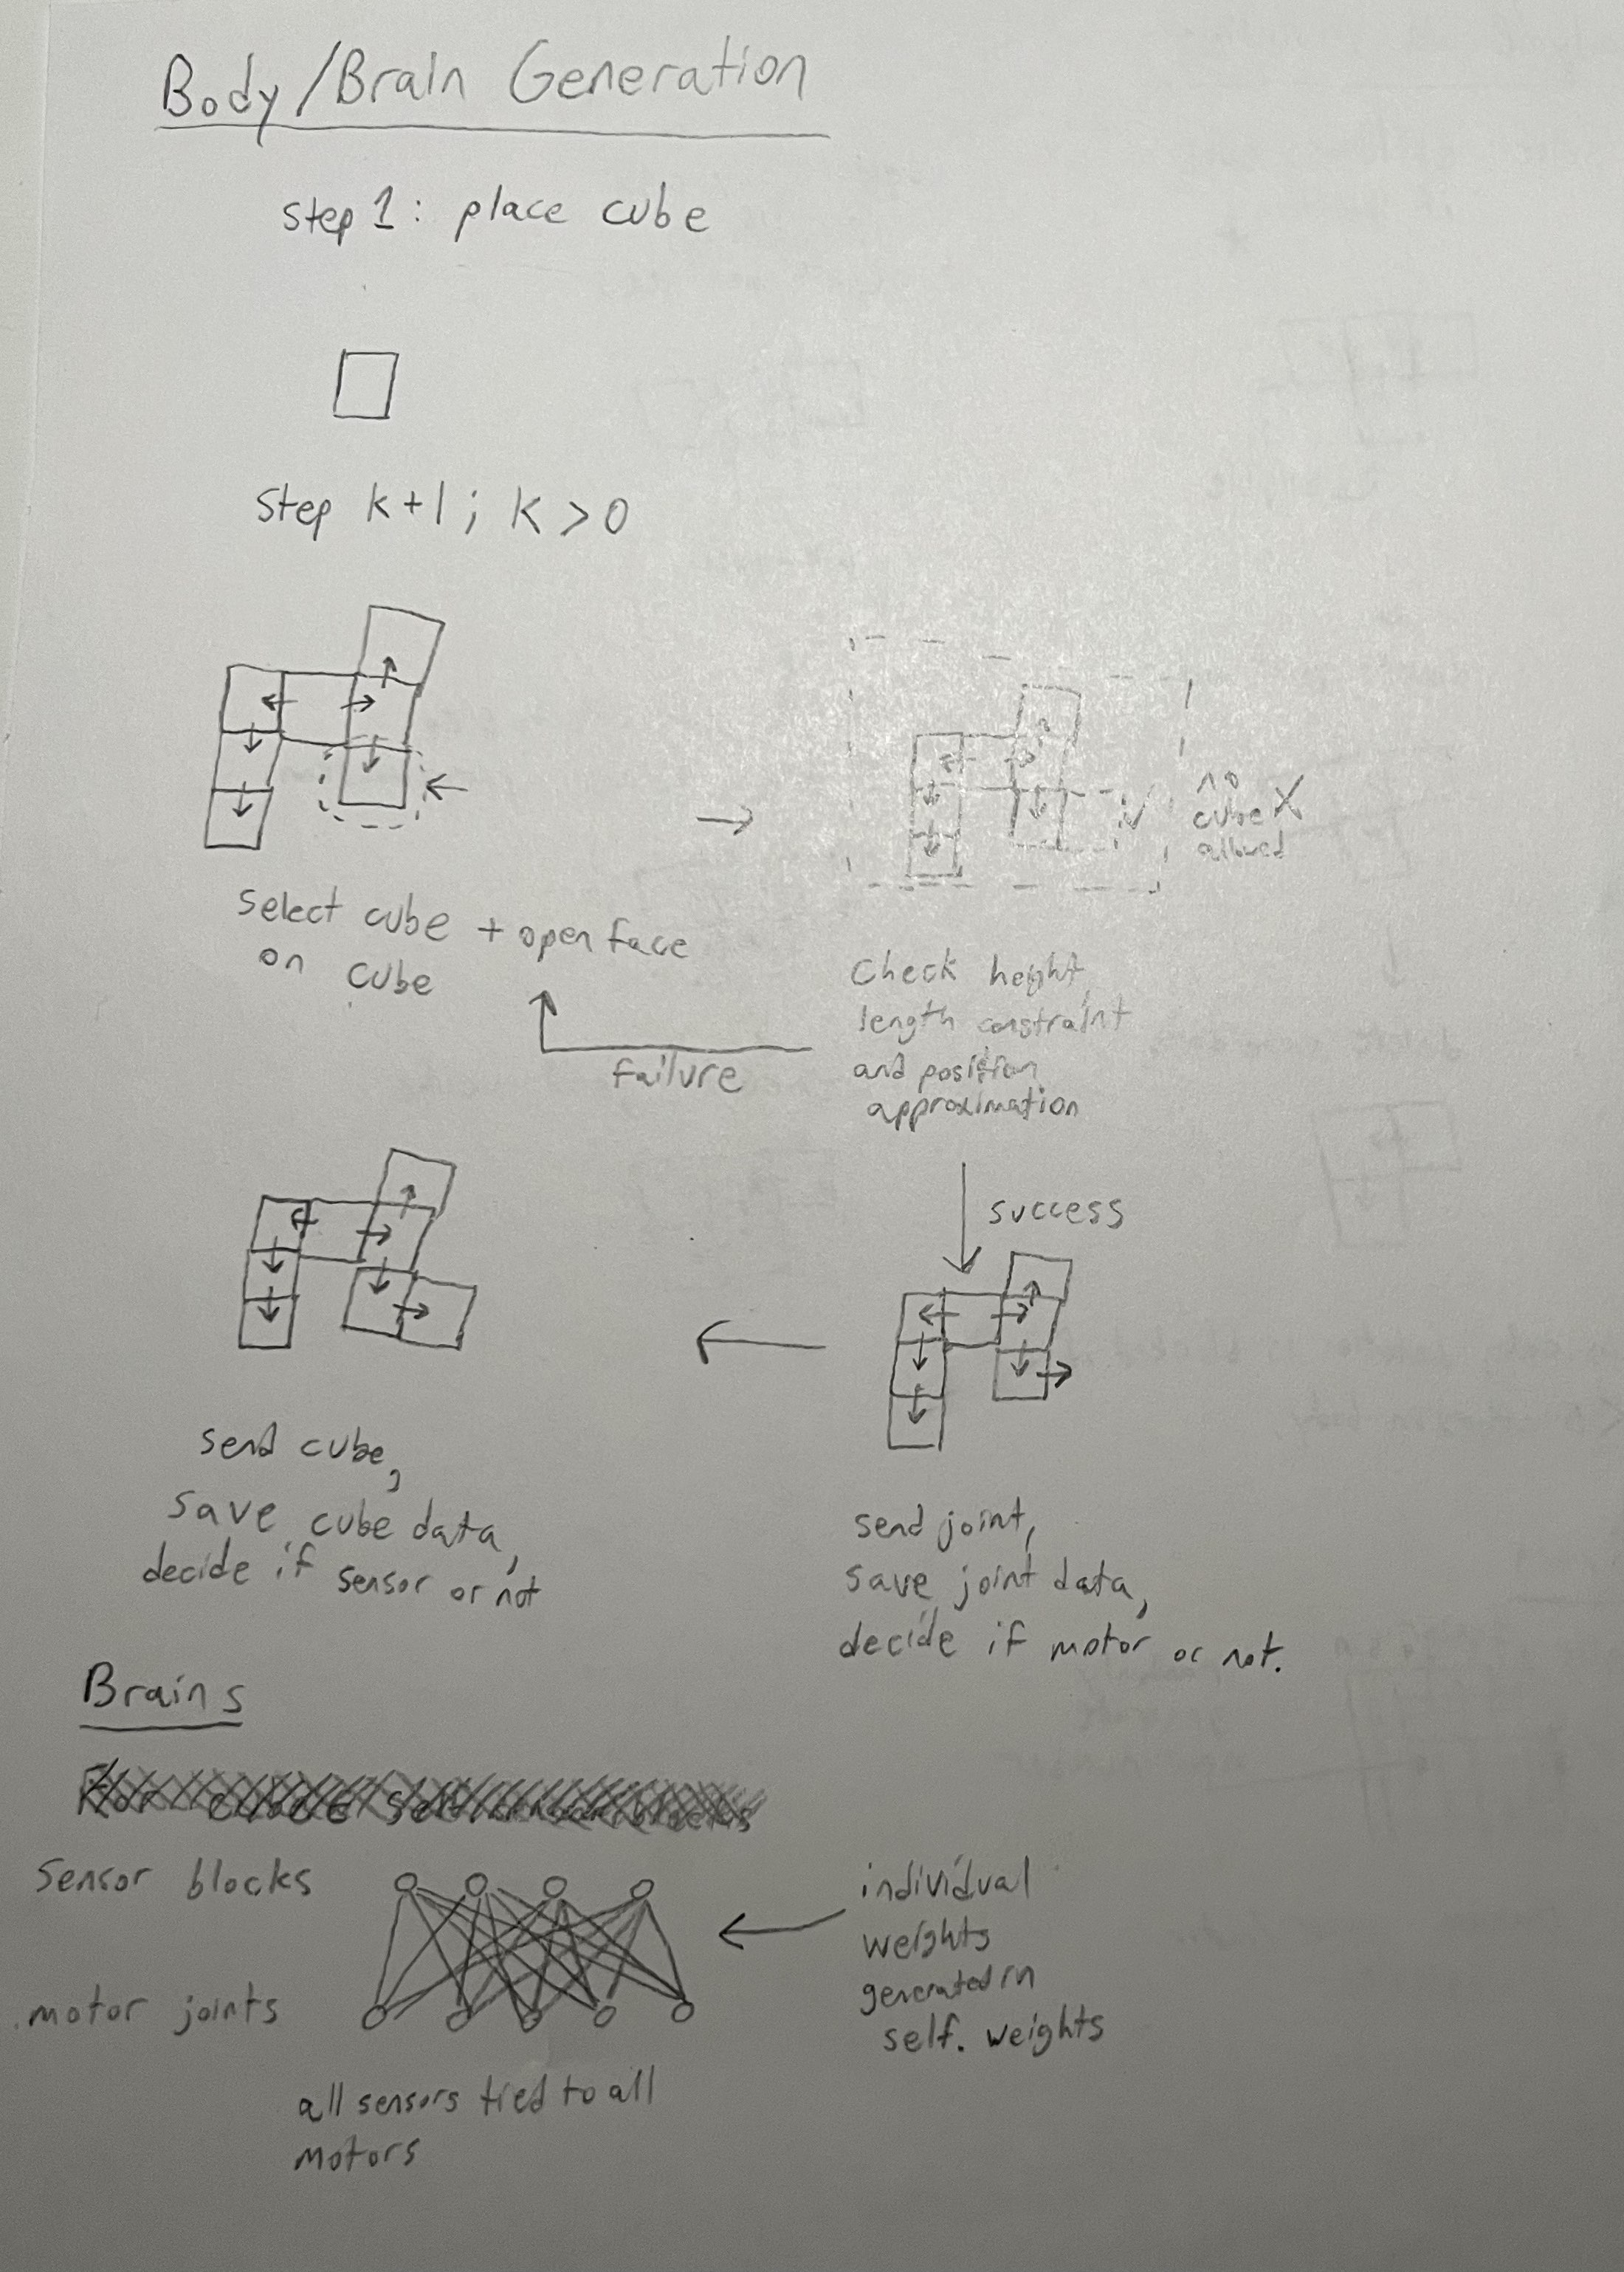 Body/Brain Generation
step 1: place cube
Step k+1; k>0
no
cube X
allowed
select cube + open face
on cube
Check height,
length constraint
and position
approximation
failure
success
send cube,
save cube data,
decide if sensor or not
send joint,
save joint data,
decide if motor or not.
Brains
Sensor blocks
motor joints
individual
weights
generated in
self. weights
all sensors tied to all
motors